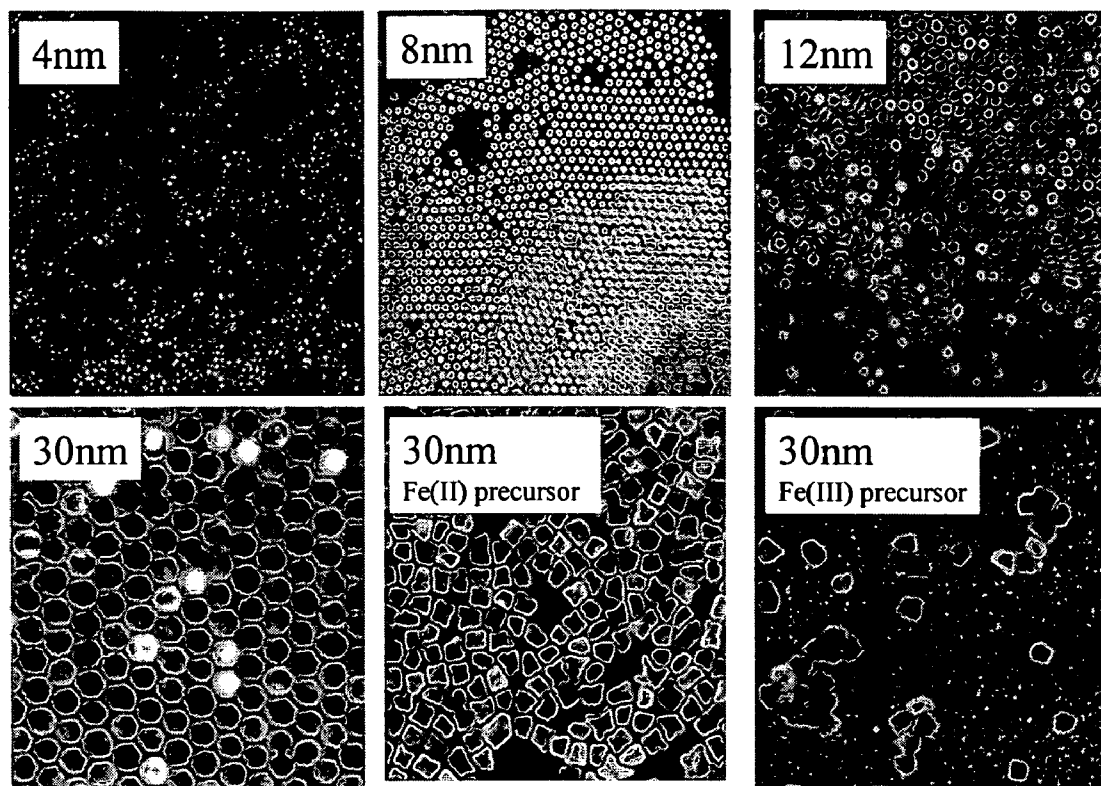 4nm
8nm
12nm
30nm
30nm
Fe(II) precursor
30nm
Fe(III) precursor